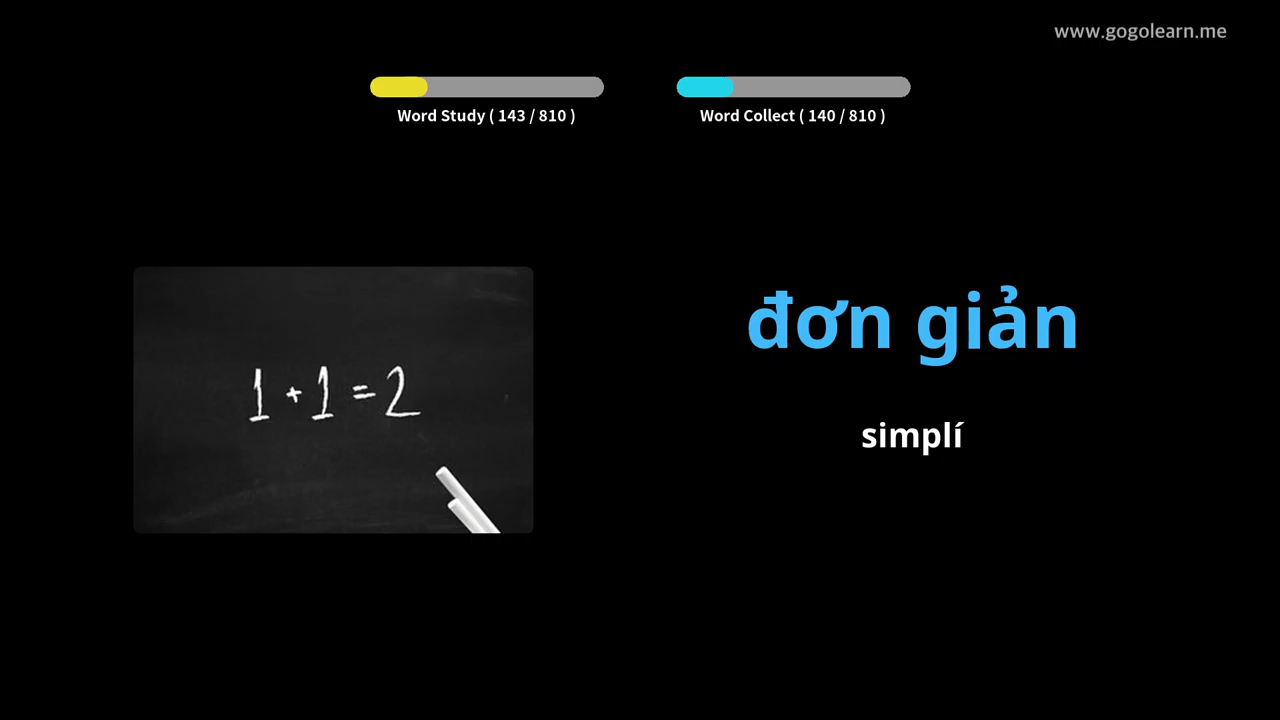 www.gogolearn.me
Word Study ( 143 / 810 )
Word Collect ( 140 / 810 )
1 + 1 = 2
đơn giản
simplí